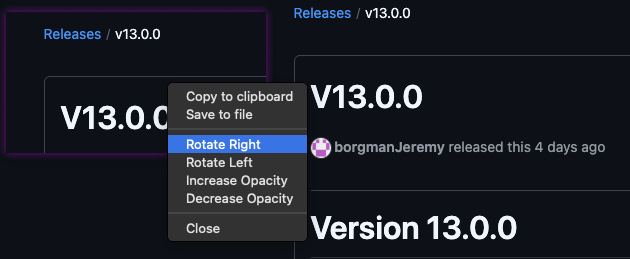 Releases / v13.0.0
V13.0.0
Copy to clipboard
Save to file
Rotate Right
Rotate Left
Increase Opacity
Decrease Opacity
Close
Releases / v13.0.0
V13.0.0
borgmanJeremy released this 4 days ago
Version 13.0.0